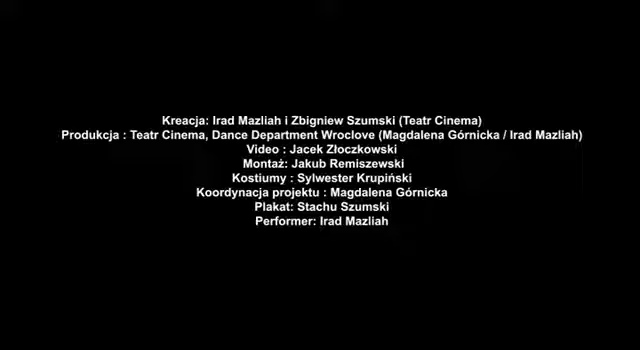 Kreacja: Irad Mazliah i Zbigniew Szumski (Teatr Cinema)
Produkcja : Teatr Cinema, Dance Department Wroclove (Magdalena Górnicka / Irad Mazliah)
Video : Jacek Złoczkowski
Montaż: Jakub Remiszewski
Kostiumy : Sylwester Krupiński
Koordynacja projektu : Magdalena Górnicka
Plakat: Stachu Szumski
Performer: Irad Mazliah